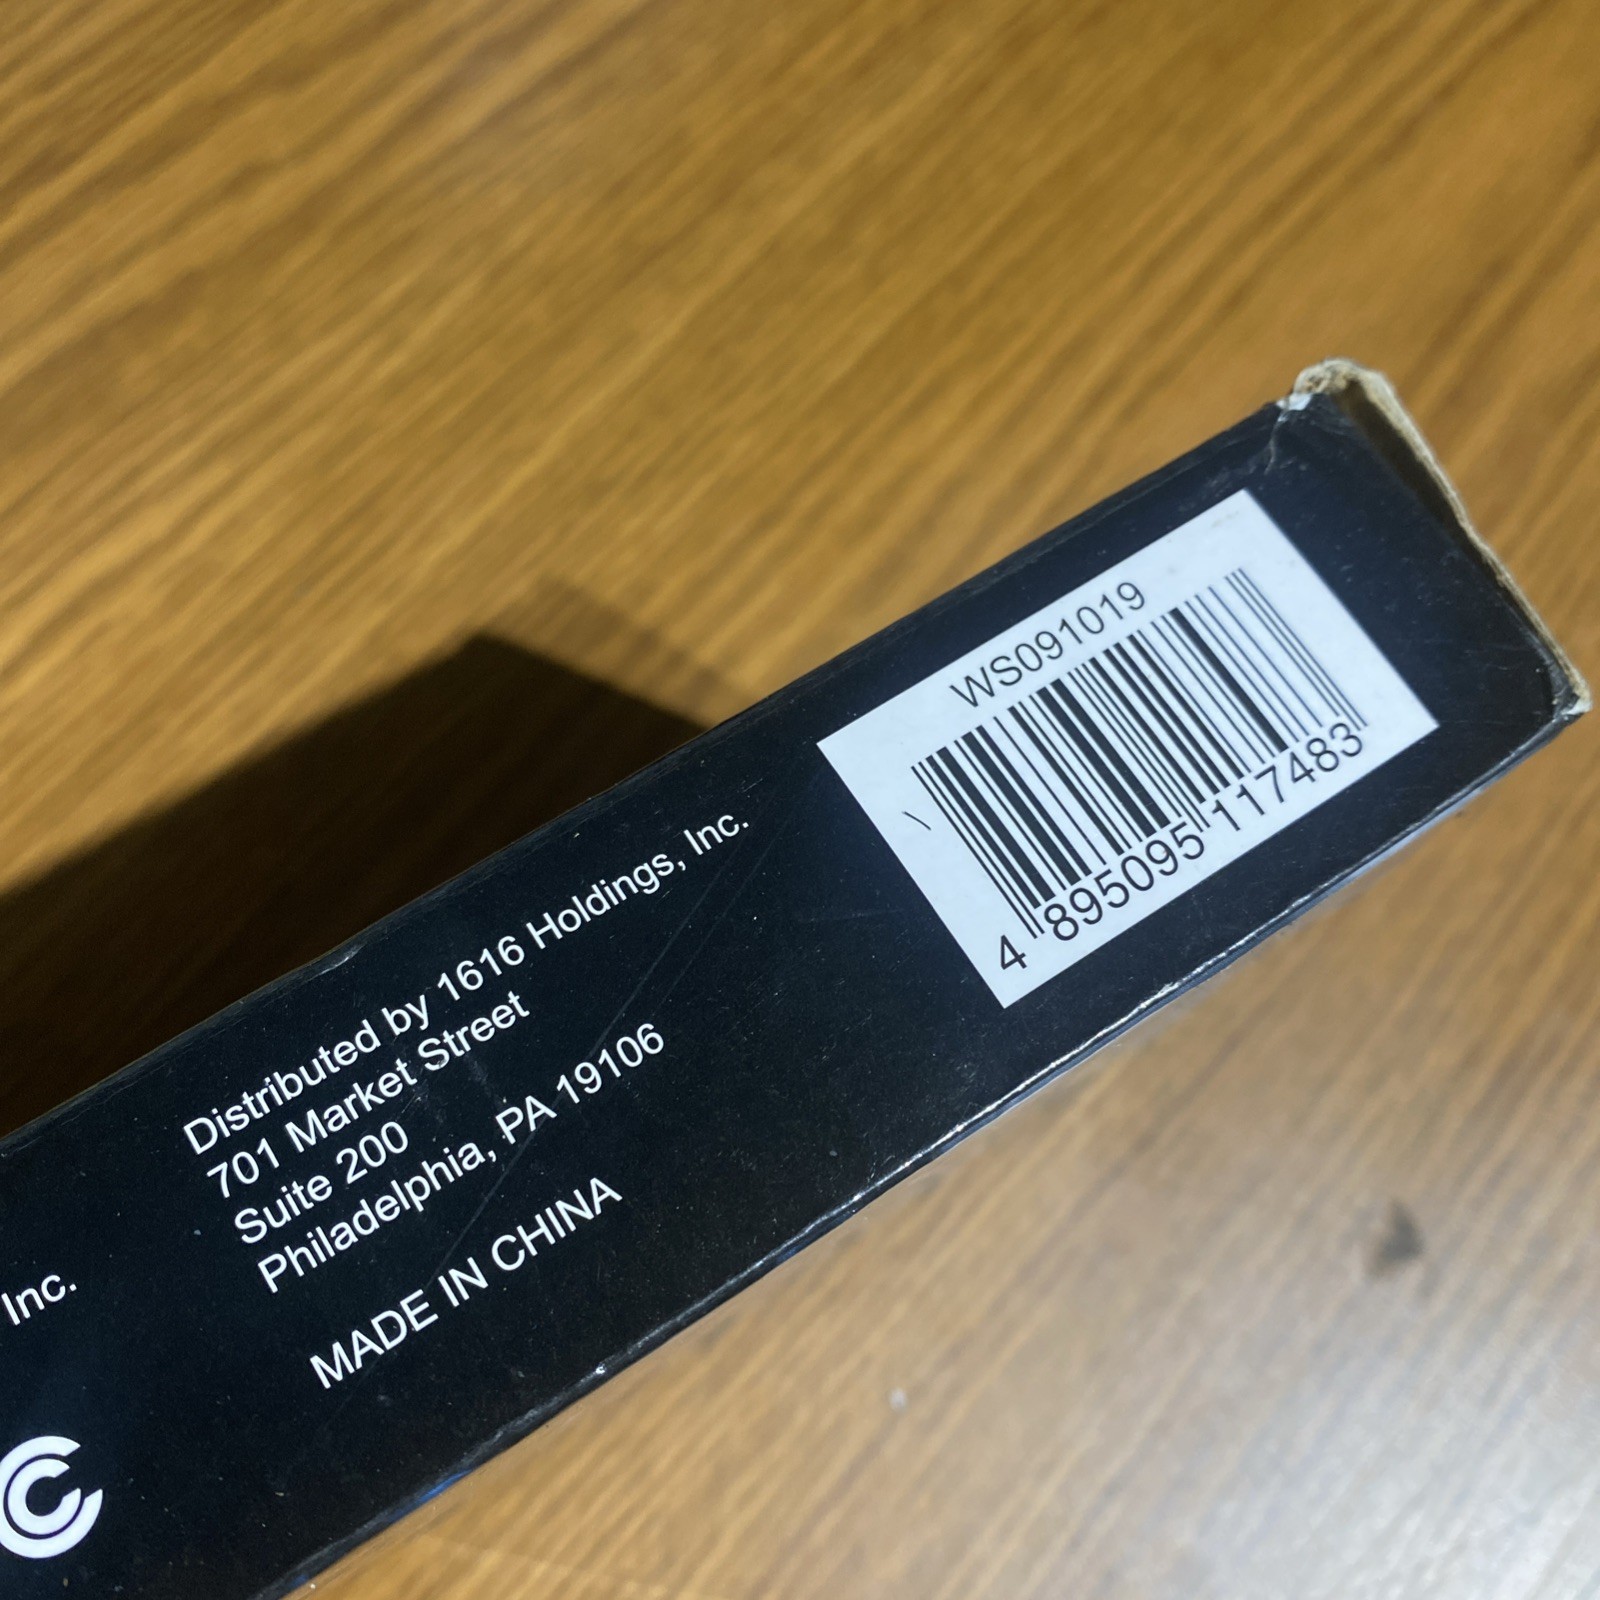 Inc.
Distributed by 1616 Holdings, Inc.
701 Market Street
Suite 200
Philadelphia, PA 19106
MADE IN CHINA
WS091019
4 895095 117483